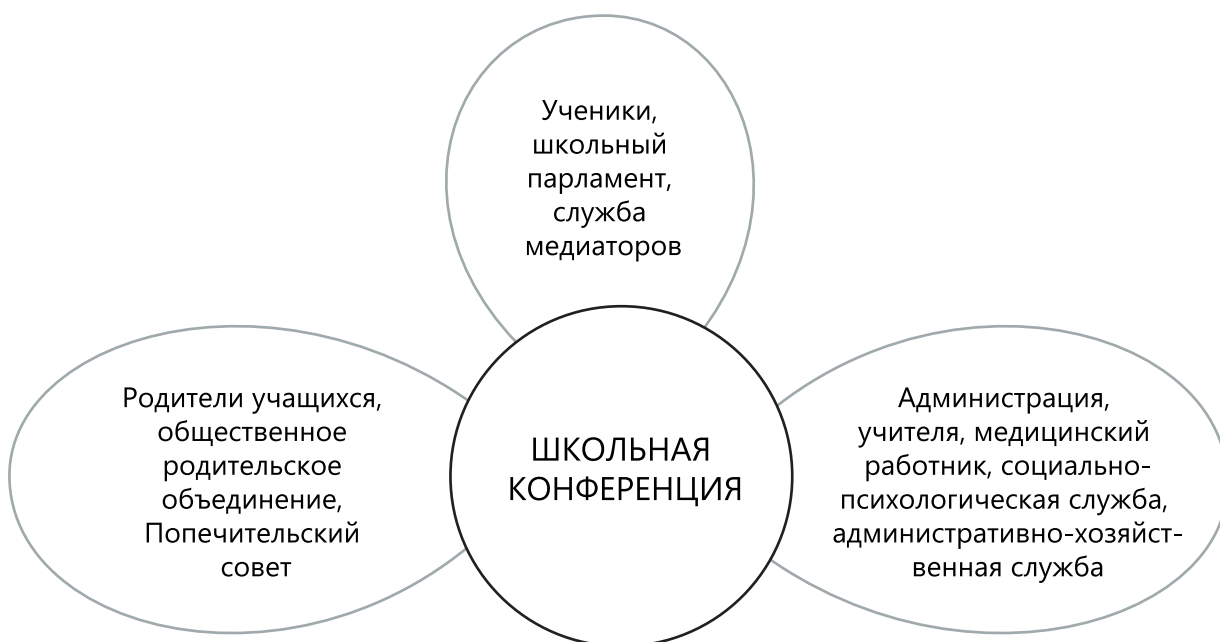 Ученики,
школьный
парламент,
служба
медиаторов
Родители учащихся,
общественное
родительское
объединение,
Попечительский
совет
ШКОЛЬНАЯ
КОНФЕРЕНЦИЯ
Администрация,
учителя, медицинский
работник, социально-
психологическая служба,
административно-хозяйст-
венная служба